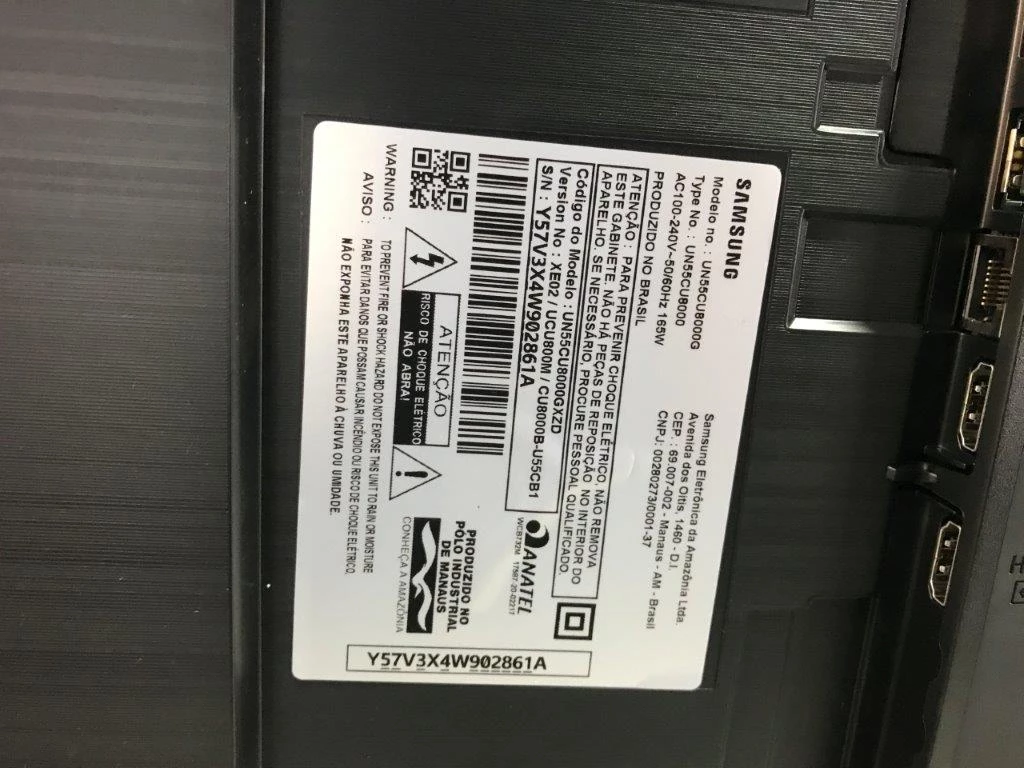 SAMSUNG
Modelo no. : UN55CU8000G
Type No. : UN55CU8000
AC100-240V~50/60Hz 165W
PRODUZIDO NO BRASIL
Samsung Eletrônica da Amazônia Ltda.
Avenida dos Oitis, 1460 - D.I.
CEP. : 69.007-002 - Manaus - AM - Brasil
CNPJ: 00280273/0001-37
ATENÇÃO : PARA PREVENIR CHOQUE ELÉTRICO, NÃO REMOVA
ESTE GABINETE. NÃO HÁ PEÇAS DE REPOSIÇÃO NO INTERIOR DO
APARELHO. SE NECESSÁRIO, PROCURE PESSOAL QUALIFICADO.
Código do Modelo : UN55CU8000GXZD
Version No : XE02 / UCU800M / CU8000B-U55CB1
S/N : Y57V3X4W902861A
ANATEL
WCB732M 17987-20-02217
ATENÇÃO
RISCO DE CHOQUE ELÉTRICO
NÃO ABRA!
PRODUZIDO NO
PÓLO INDUSTRIAL
DE MANAUS
CONHEÇA A AMAZÔNIA
WARNING : TO PREVENT FIRE OR SHOCK HAZARD DO NOT EXPOSE THIS UNIT TO RAIN OR MOISTURE
AVISO : PARA EVITAR DANOS QUE POSSAM CAUSAR INCÊNDIO OU RISCO DE CHOQUE ELÉTRICO,
NÃO EXPONHA ESTE APARELHO À CHUVA OU UMIDADE.
Y57V3X4W902861A